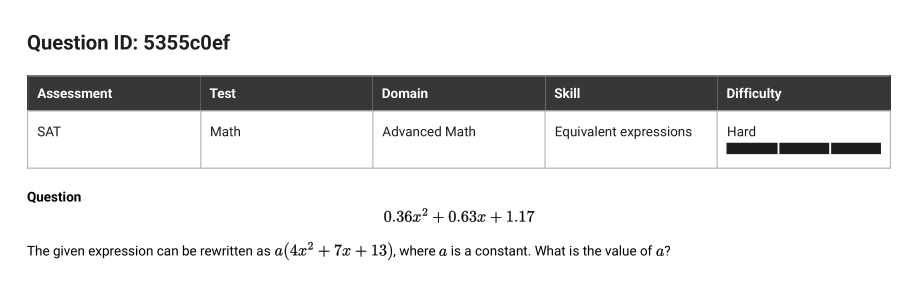 Question ID: 5355c0ef
Assessment Test Domain Skill Difficulty
SAT Math Advanced Math Equivalent expressions Hard
Question
0.36x² + 0.63x + 1.17
The given expression can be rewritten as a(4x² + 7x + 13), where a is a constant. What is the value of a?